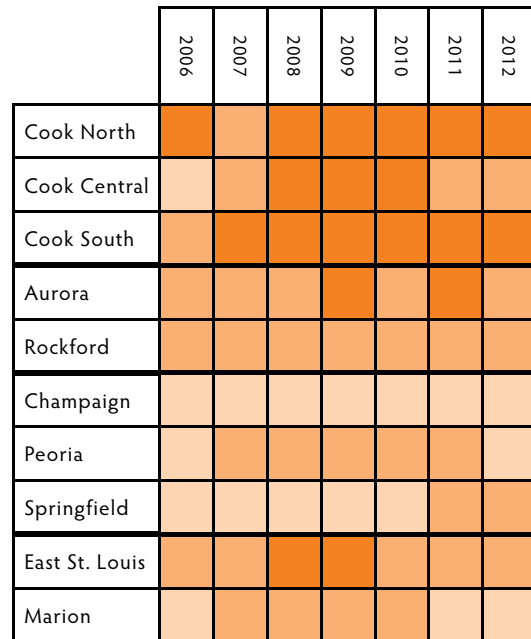 2006 2007 2008 2009 2010 2011 2012
Cook North
Cook Central
Cook South
Aurora
Rockford
Champaign
Peoria
Springfield
East St. Louis
Marion